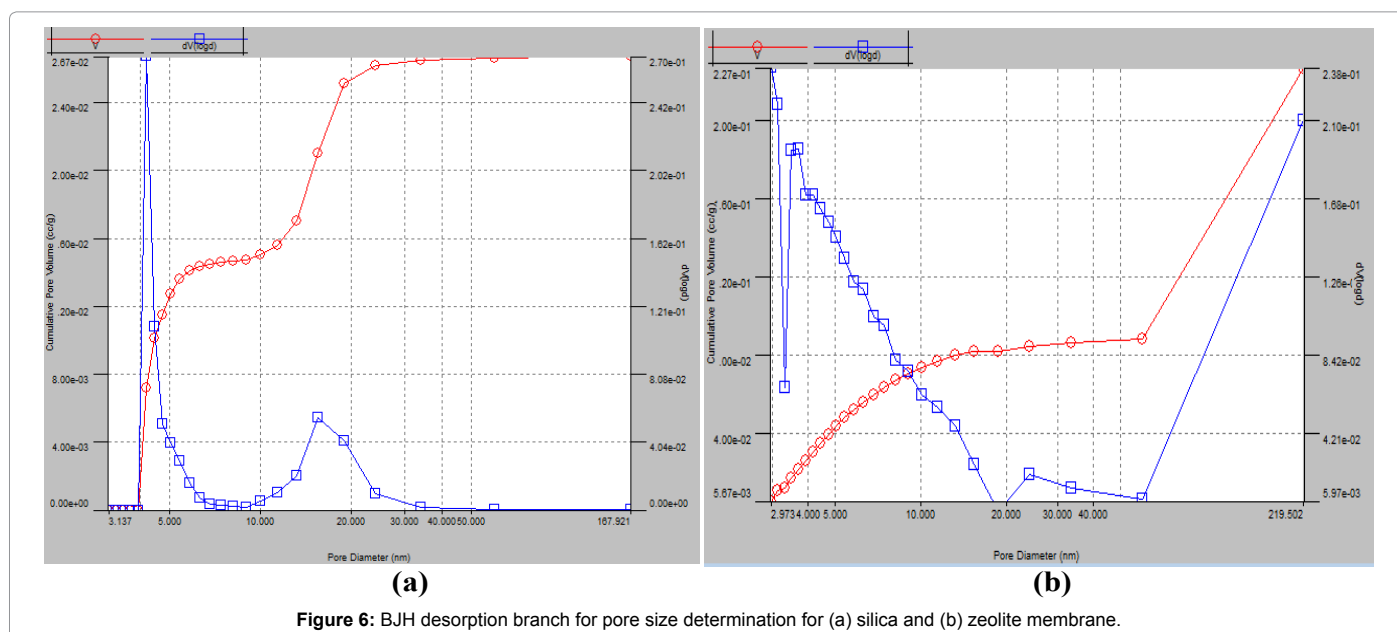 V dV(logd)
2.67e-02
2.40e-02
2.00e-02
.60e-02
.20e-02
8.00e-03
4.00e-03
0.00e+00
Cumulative Pore Volume (cc/g)
2.70e-01
2.42e-01
2.02e-01
1.62e-01
1.21e-01
8.08e-02
4.04e-02
0.00e+00
dV(logd)
3.137 5.000 10.000 20.000 30.000 40.000 50.000 167.921
Pore Diameter (nm)
(a)
V dV(logd)
2.27e-01
2.00e-01
.60e-01
.20e-01
.00e-02
4.00e-02
5.67e-03
Cumulative Pore Volume (cc/g)
2.38e-01
2.10e-01
1.68e-01
1.26e-0
8.42e-02
4.21e-02
5.97e-03
dV(logd)
2.973 4.000 5.000 10.000 20.000 30.000 40.000 219.502
Pore Diameter (nm)
(b)
Figure 6: BJH desorption branch for pore size determination for (a) silica and (b) zeolite membrane.